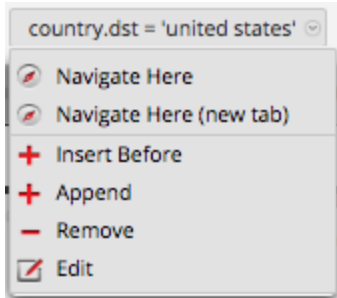 country.dst = 'united states'
Navigate Here
Navigate Here (new tab)
Insert Before
Append
Remove
Edit